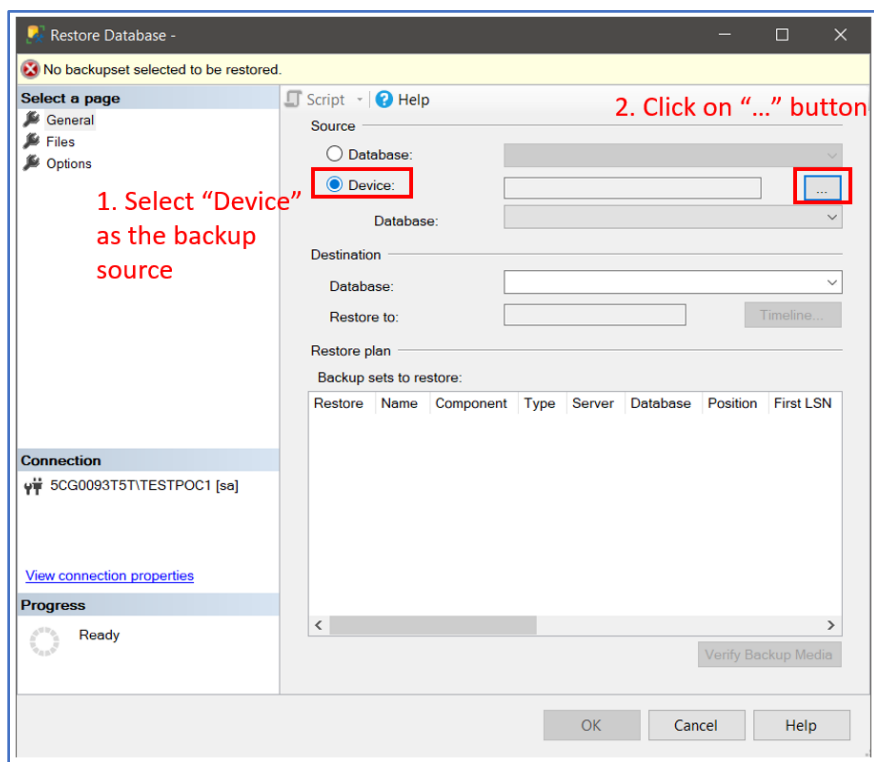 Restore Database -
No backupset selected to be restored.
Select a page
General
Files
Options
1. Select “Device”
as the backup
source
Connection
5CG0093T5T\TESTPOC1 [sa]
View connection properties
Progress
Ready
Script
Help
2. Click on “...” button
Source
Database:
Device:
...
Database:
Destination
Database:
Restore to:
Timeline...
Restore plan
Backup sets to restore:
Restore Name Component Type Server Database Position First LSN
Verify Backup Media
OK Cancel Help